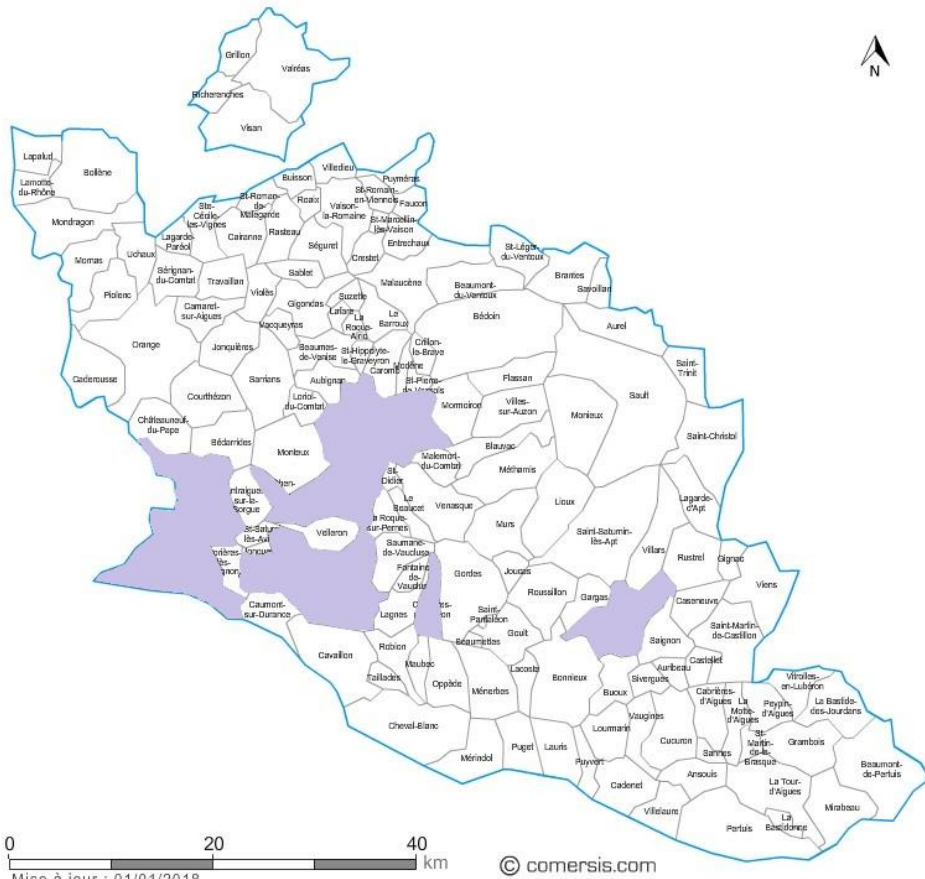 Grillon
Valréas
Richerenches
Visan
N
Lapalud
Bollène
Lamotte-
du-Rhône
Mondragon
Buisson
Villedieu
Puyméras
St-Romain-
en-Viennois
Faucon
Roaix
Vaison-
la-Romaine
St-Roman-
de-
Malegarde
Ste-
Cécile-
les-Vignes
St-Marcellin-
lès-Vaison
Cairanne
Rasteau
Séguret
Entrechaux
Crestet
Lagarde-
Paréol
Uchaux
Mornas
St-Léger-
du-Ventoux
Brantes
Savoillan
Sérignan-
du-Comtat
Travaillan
Sablet
Malaucène
Beaumont-
du-Ventoux
Piolenc
Violès
Gigondas
Suzette
Lafare
La
Roque-
Alric
Le
Barroux
Bédoin
Camaret-
sur-Aigues
Vacqueyras
Aurel
Orange
Jonquières
Beaumes-
de-Venise
St-Hippolyte-
le-Graveyron
Caromb
Crillon-
le-Brave
Modène
Saint-
Trinit
Caderousse
Sarrians
Aubignan
St-Pierre-
de-Vassols
Flassan
Sault
Courthézon
Loriol-
du-Comtat
Mormoiron
Villes-
sur-Auzon
Monieux
Châteauneuf-
du-Pape
Bédarrides
Monteux
Blauvac
Saint-Christol
Malemort-
du-Comtat
Méthamis
St-
Didier
Le
Beaucet
Venasque
Lioux
Lagarde-
d'Apt
sur-la-
Sorgue
La Roque-
sur-Pernes
Murs
Saint-Saturnin-
lès-Apt
Velleron
Saumane-
de-Vaucluse
Villars
Rustrel
Gignac
Fontaine
de-
Gordes
Joucas
Roussillon
Gargas
Viens
Caseneuve
Caumont-
sur-Durance
Lagnes
Saint-
Pantaléon
Goult
Saint-Martin-
de-Castillon
Saignon
Cavaillon
Robion
Beaumettes
Maubec
Taillades
Oppède
Ménerbes
Lacoste
Bonnieux
Buoux
Sivergues
Auribeau
Castellet
Vitrolles-
en-Lubéron
Cabrières-
d'Aigues
La
Motte-
d'Aigues
Peypin-
d'Aigues
La Bastide-
des-Jourdans
Cheval-Blanc
Mérindol
Puget
Lauris
Puyvert
Lourmarin
Vaugines
Cucuron
Sannes
St-
Martin-
de-la-
Brasque
Grambois
Beaumont-
de-Pertuis
Cadenet
Ansouis
La Tour-
d'Aigues
Villelaure
Pertuis
La
Bastidonne
Mirabeau
0 20 40
km
Mise à jour : 01/01/2018
© comersis.com